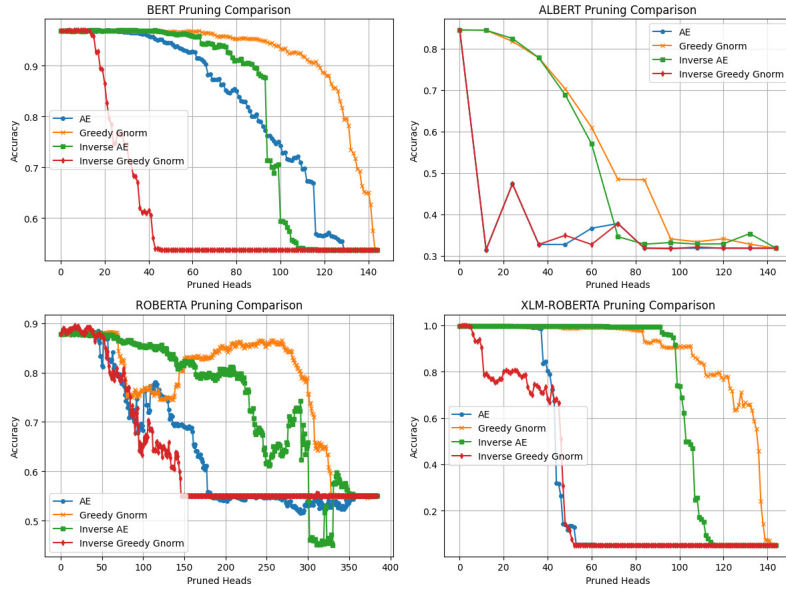 BERT Pruning Comparison
Accuracy
0.9
0.8
0.7
0.6
AE
Greedy Gnorm
Inverse AE
Inverse Greedy Gnorm
0 20 40 60 80 100 120 140
Pruned Heads
ALBERT Pruning Comparison
Accuracy
0.8
0.7
0.6
0.5
0.4
0.3
AE
Greedy Gnorm
Inverse AE
Inverse Greedy Gnorm
0 20 40 60 80 100 120 140
Pruned Heads
ROBERTA Pruning Comparison
Accuracy
0.9
0.8
0.7
0.6
0.5
AE
Greedy Gnorm
Inverse AE
Inverse Greedy Gnorm
0 50 100 150 200 250 300 350 400
Pruned Heads
XLM-ROBERTA Pruning Comparison
Accuracy
1.0
0.8
0.6
0.4
0.2
AE
Greedy Gnorm
Inverse AE
Inverse Greedy Gnorm
0 20 40 60 80 100 120 140
Pruned Heads